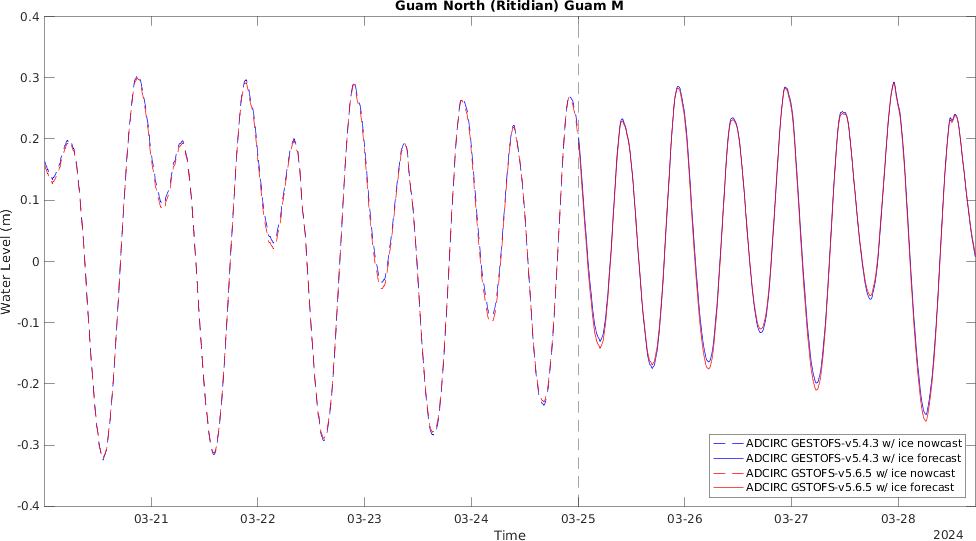 Guam North (Ritidian) Guam M
0.4
0.3
0.2
0.1
0
-0.1
-0.2
-0.3
-0.4
Water Level (m)
ADCIRC GESTOFS-v5.4.3 w/ ice nowcast
ADCIRC GESTOFS-v5.4.3 w/ ice forecast
ADCIRC GSTOFS-v5.6.5 w/ ice nowcast
ADCIRC GSTOFS-v5.6.5 w/ ice forecast
03-21 03-22 03-23 03-24 03-25 03-26 03-27 03-28
Time
2024